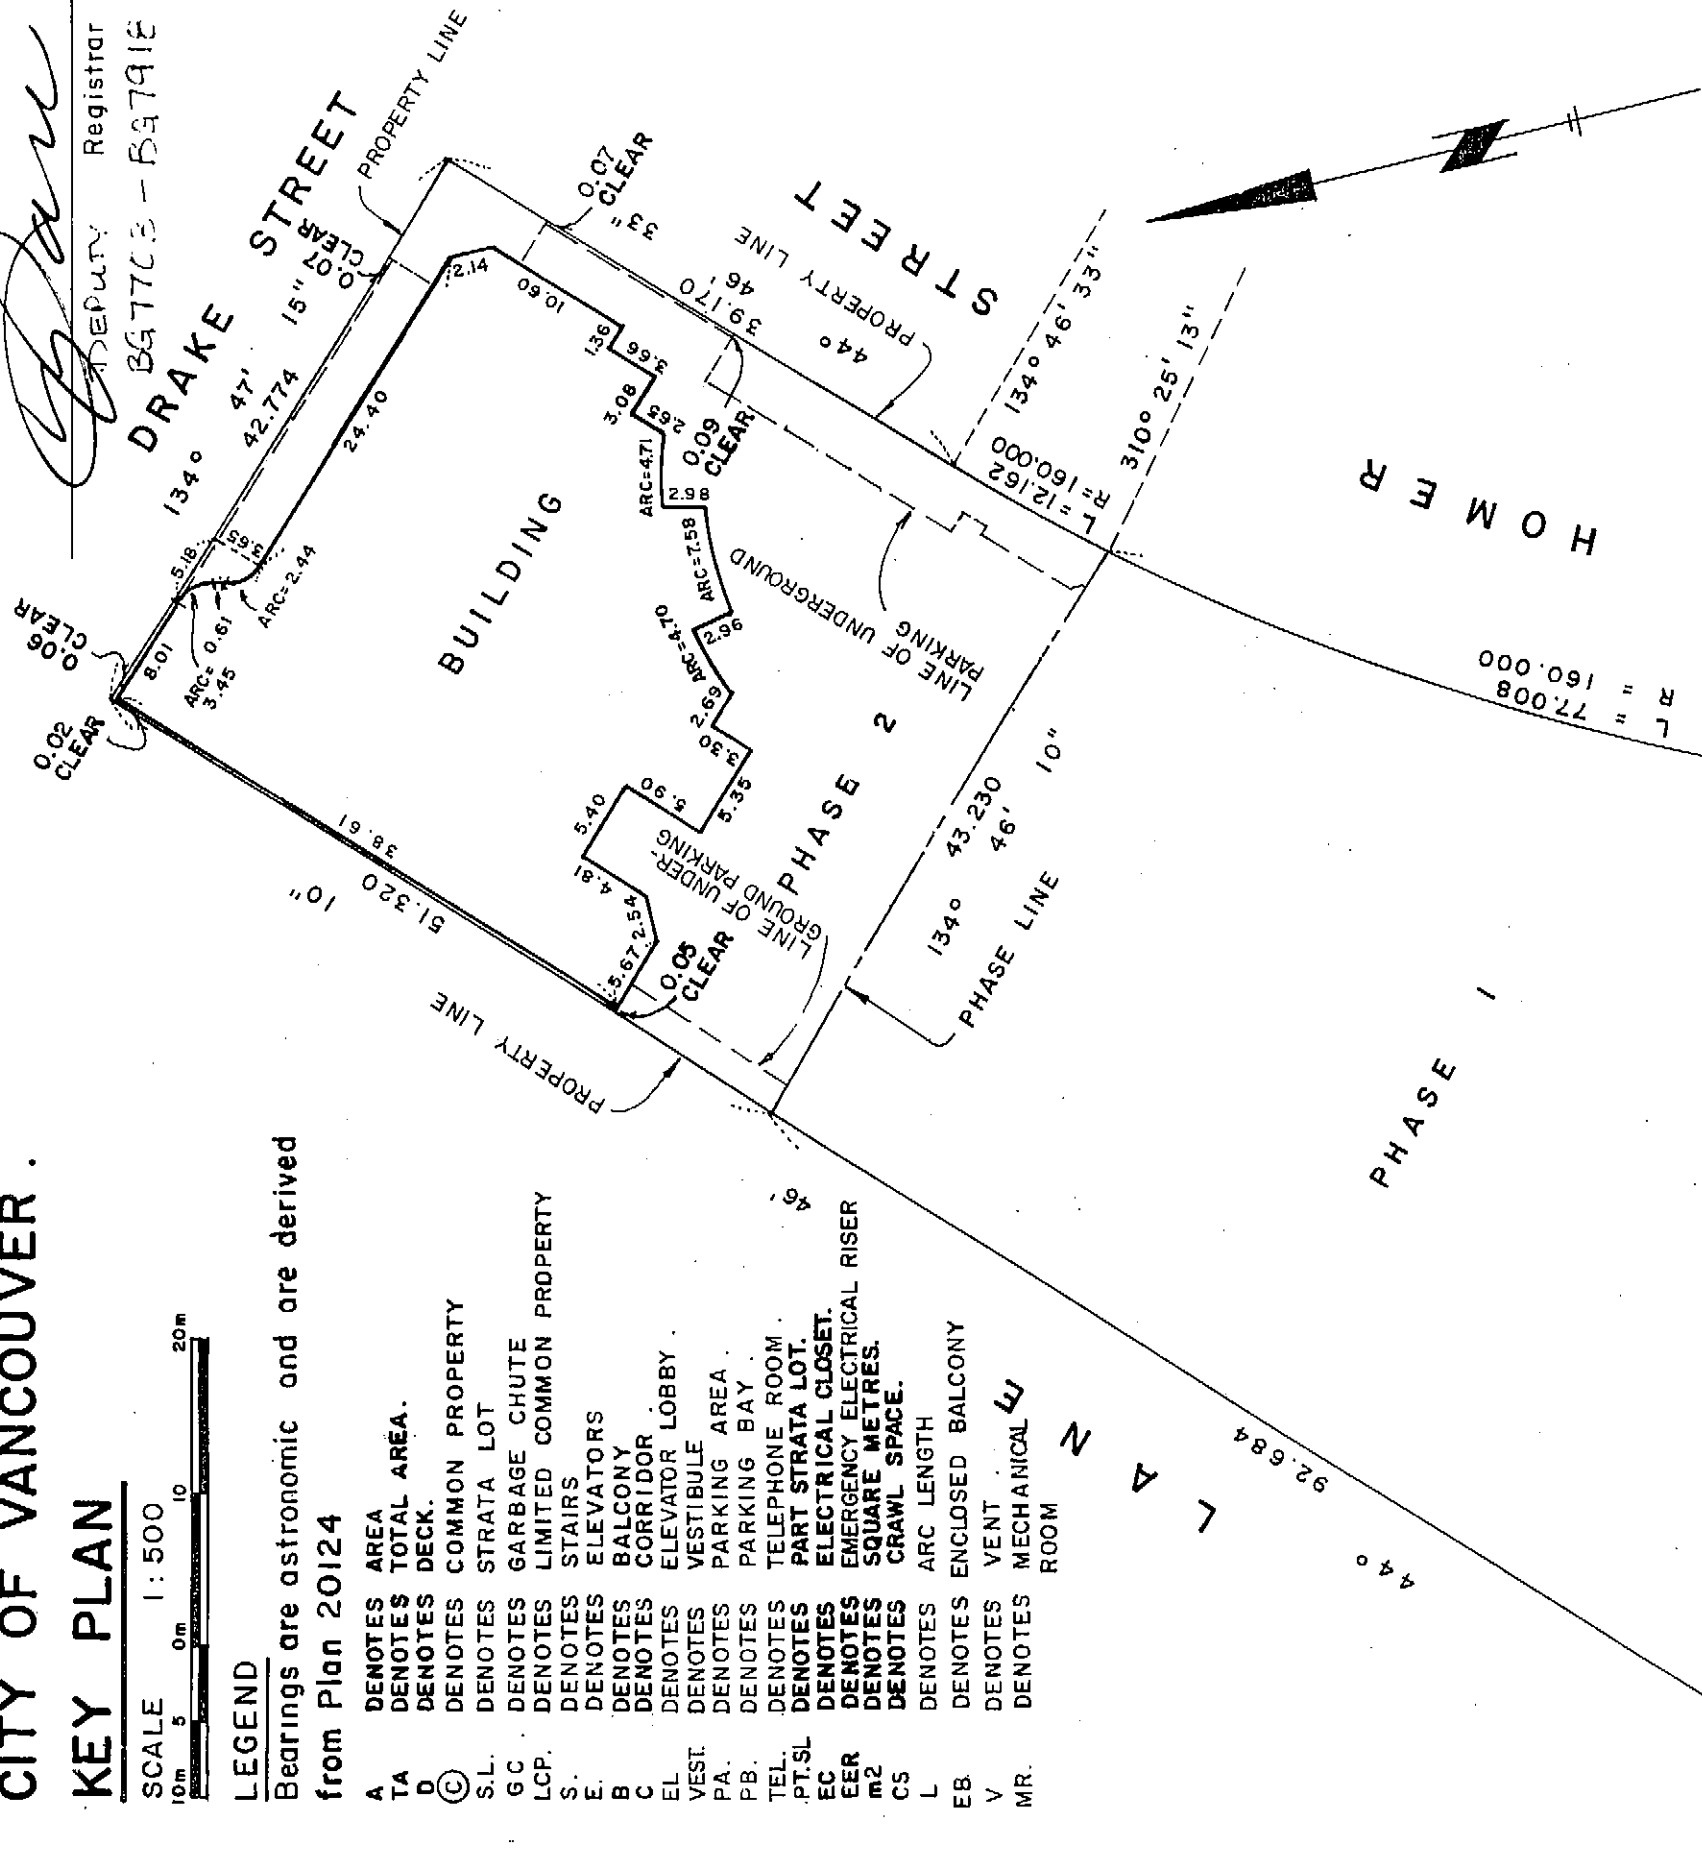 CITY OF VANCOUVER.
KEY PLAN
SCALE 1:500
10m 5 0m 10 20m
LEGEND
Bearings are astronomic and are derived
from Plan 20124
A DENOTES AREA
TA DENOTES TOTAL AREA.
D DENOTES DECK.
C DENOTES COMMON PROPERTY
S.L. DENOTES STRATA LOT
GC. DENOTES GARBAGE CHUTE
LCP. DENOTES LIMITED COMMON PROPERTY
S. DENOTES STAIRS
E. DENOTES ELEVATORS
B DENOTES BALCONY
C DENOTES CORRIDOR
EL DENOTES ELEVATOR LOBBY.
VEST. DENOTES VESTIBULE
PA. DENOTES PARKING AREA.
PB. DENOTES PARKING BAY.
TEL. DENOTES TELEPHONE ROOM.
PT.SL DENOTES PART STRATA LOT.
EC DENOTES ELECTRICAL CLOSET.
EER DENOTES EMERGENCY ELECTRICAL RISER
m2 DENOTES SQUARE METRES.
CS DENOTES CRAWL SPACE.
L DENOTES ARC LENGTH
EB. DENOTES ENCLOSED BALCONY
V DENOTES VENT.
MR. DENOTES MECHANICAL
ROOM
DEPUTY Registrar
DRAKE STREET
PROPERTY LINE
134° 47' 15"
42.774
0.07
CLEAR
0.06
CLEAR
0.02
CLEAR
8.01
5.18
3.65
ARC= 0.61
3.45
ARC=2.44
24.40
2.14
10.60
1.36
3.66
3.08
2.65
ARC=4.71
2.98
ARC=7.58
2.96
ARC=4.70
2.69
3.30
5.35
5.90
5.40
4.81
2.54
5.67
38.61
BUILDING
0.07
CLEAR
0.09
CLEAR
0.05
CLEAR
44° 46' 33"
39.170
PROPERTY LINE
HOMER STREET
134° 46' 33"
L=12.162
R=160.000
310° 25' 13"
LINE OF UNDERGROUND
PARKING
LINE OF UNDER-
GROUND PARKING
PHASE 2
43.230
134° 46' 10"
PHASE LINE
PHASE 1
L = 77.008
R = 160.000
PROPERTY LINE
51.320
44° 46' 10"
92.684
LANE